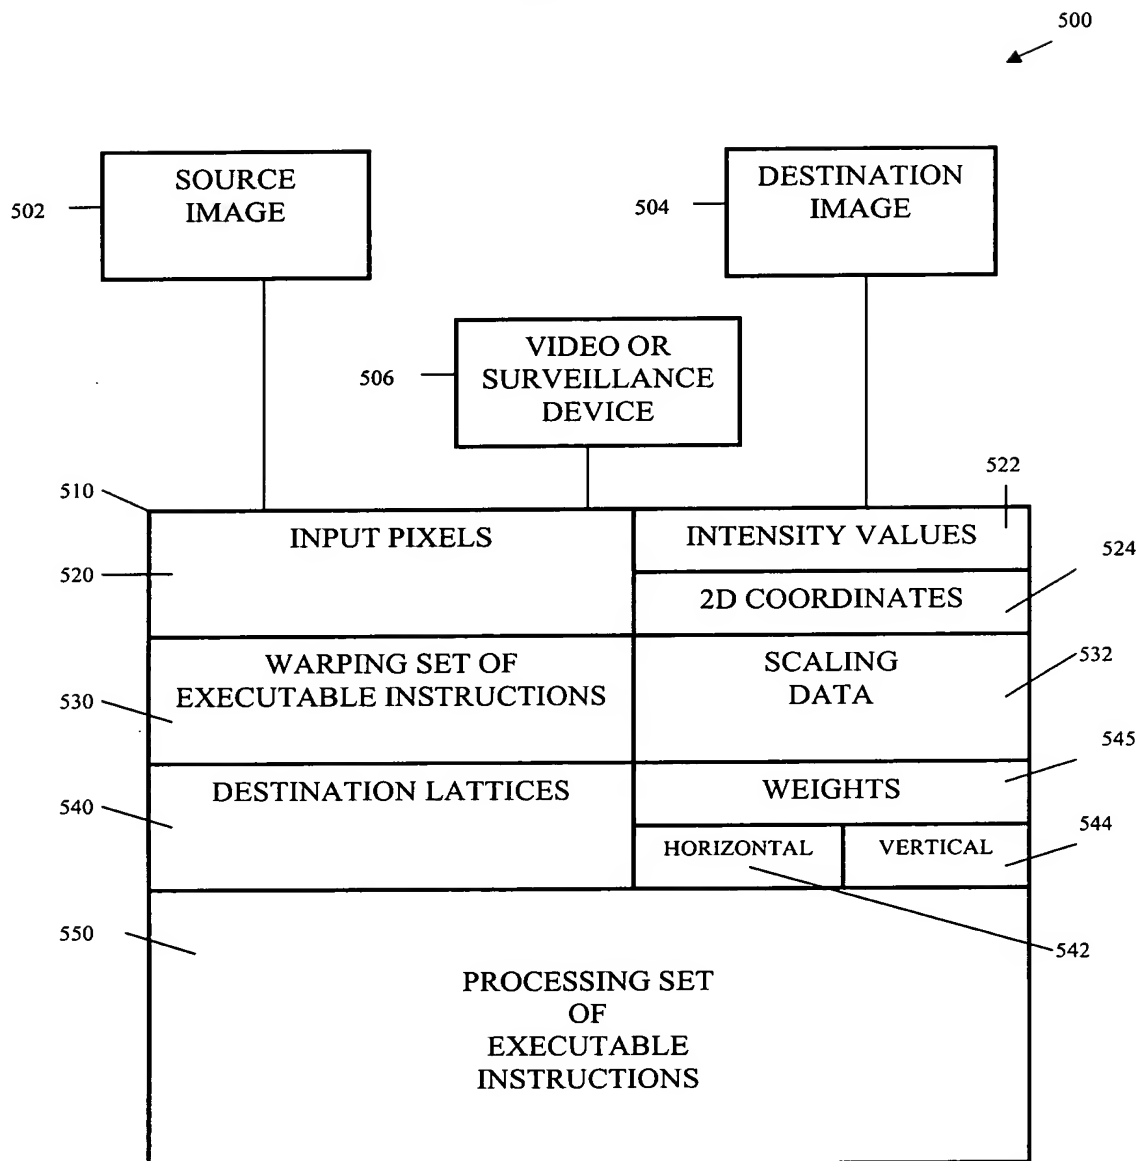 500
SOURCE
IMAGE
502
DESTINATION
IMAGE
504
VIDEO OR
SURVEILLANCE
DEVICE
506
522
510
INPUT PIXELS
INTENSITY VALUES
524
520
2D COORDINATES
WARPING SET OF
EXECUTABLE INSTRUCTIONS
SCALING
DATA
532
530
545
DESTINATION LATTICES
WEIGHTS
540
544
HORIZONTAL
VERTICAL
550
542
PROCESSING SET
OF
EXECUTABLE
INSTRUCTIONS